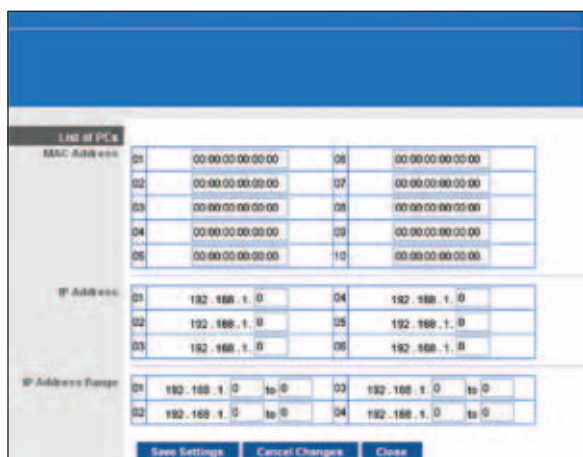 List of PCs
MAC Address
01 00:00:00:00:00:00 06 00:00:00:00:00:00
02 00:00:00:00:00:00 07 00:00:00:00:00:00
03 00:00:00:00:00:00 08 00:00:00:00:00:00
04 00:00:00:00:00:00 09 00:00:00:00:00:00
05 00:00:00:00:00:00 10 00:00:00:00:00:00
IP Address
01 192 . 168 . 1. 0 04 192 . 168 . 1. 0
02 192 . 168 . 1. 0 05 192 . 168 . 1. 0
03 192 . 168 . 1. 0 06 192 . 168 . 1. 0
IP Address Range
01 192 . 168 . 1. 0 to 0 03 192 . 168 . 1. 0 to 0
02 192 . 168 . 1. 0 to 0 04 192 . 168 . 1. 0 to 0
Save Settings Cancel Changes Close